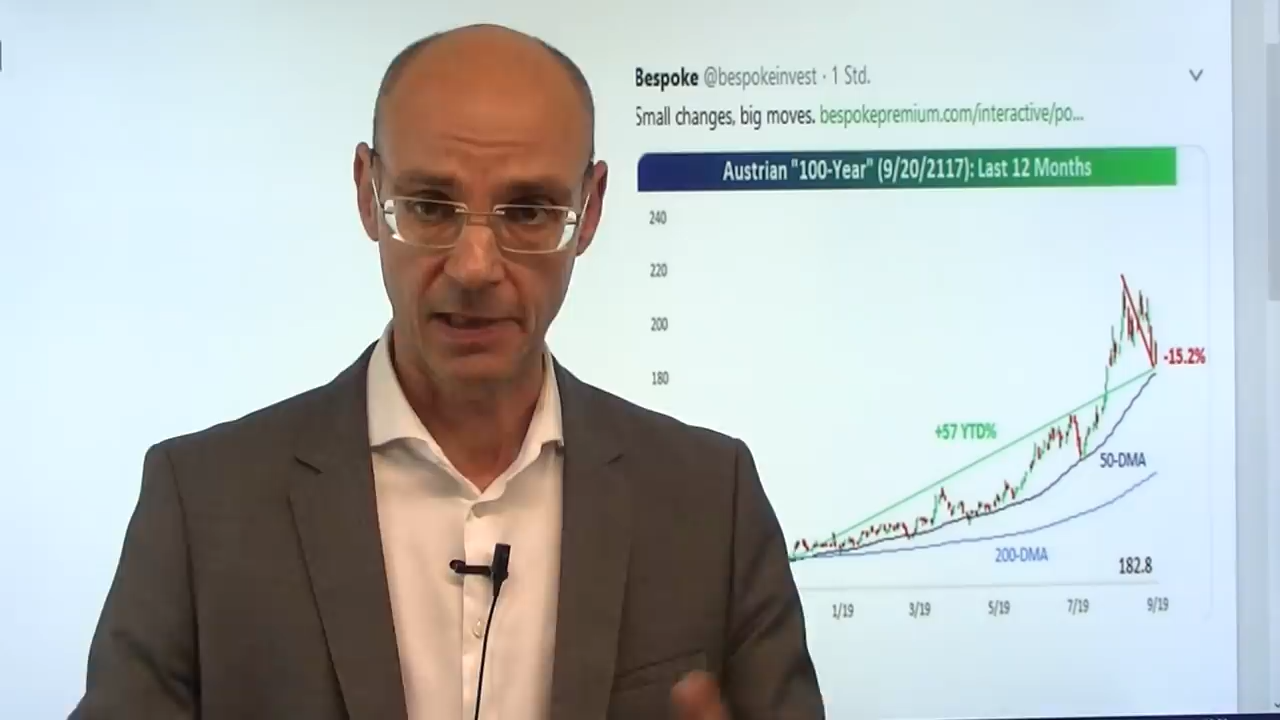 Bespoke @bespokeinvest · 1 Std.
Small changes, big moves. bespokepremium.com/interactive/po...
Austrian "100-Year" (9/20/2117): Last 12 Months
240
220
200
180
-15.2%
+57 YTD%
50-DMA
200-DMA
182.8
1/19
3/19
5/19
7/19
9/19